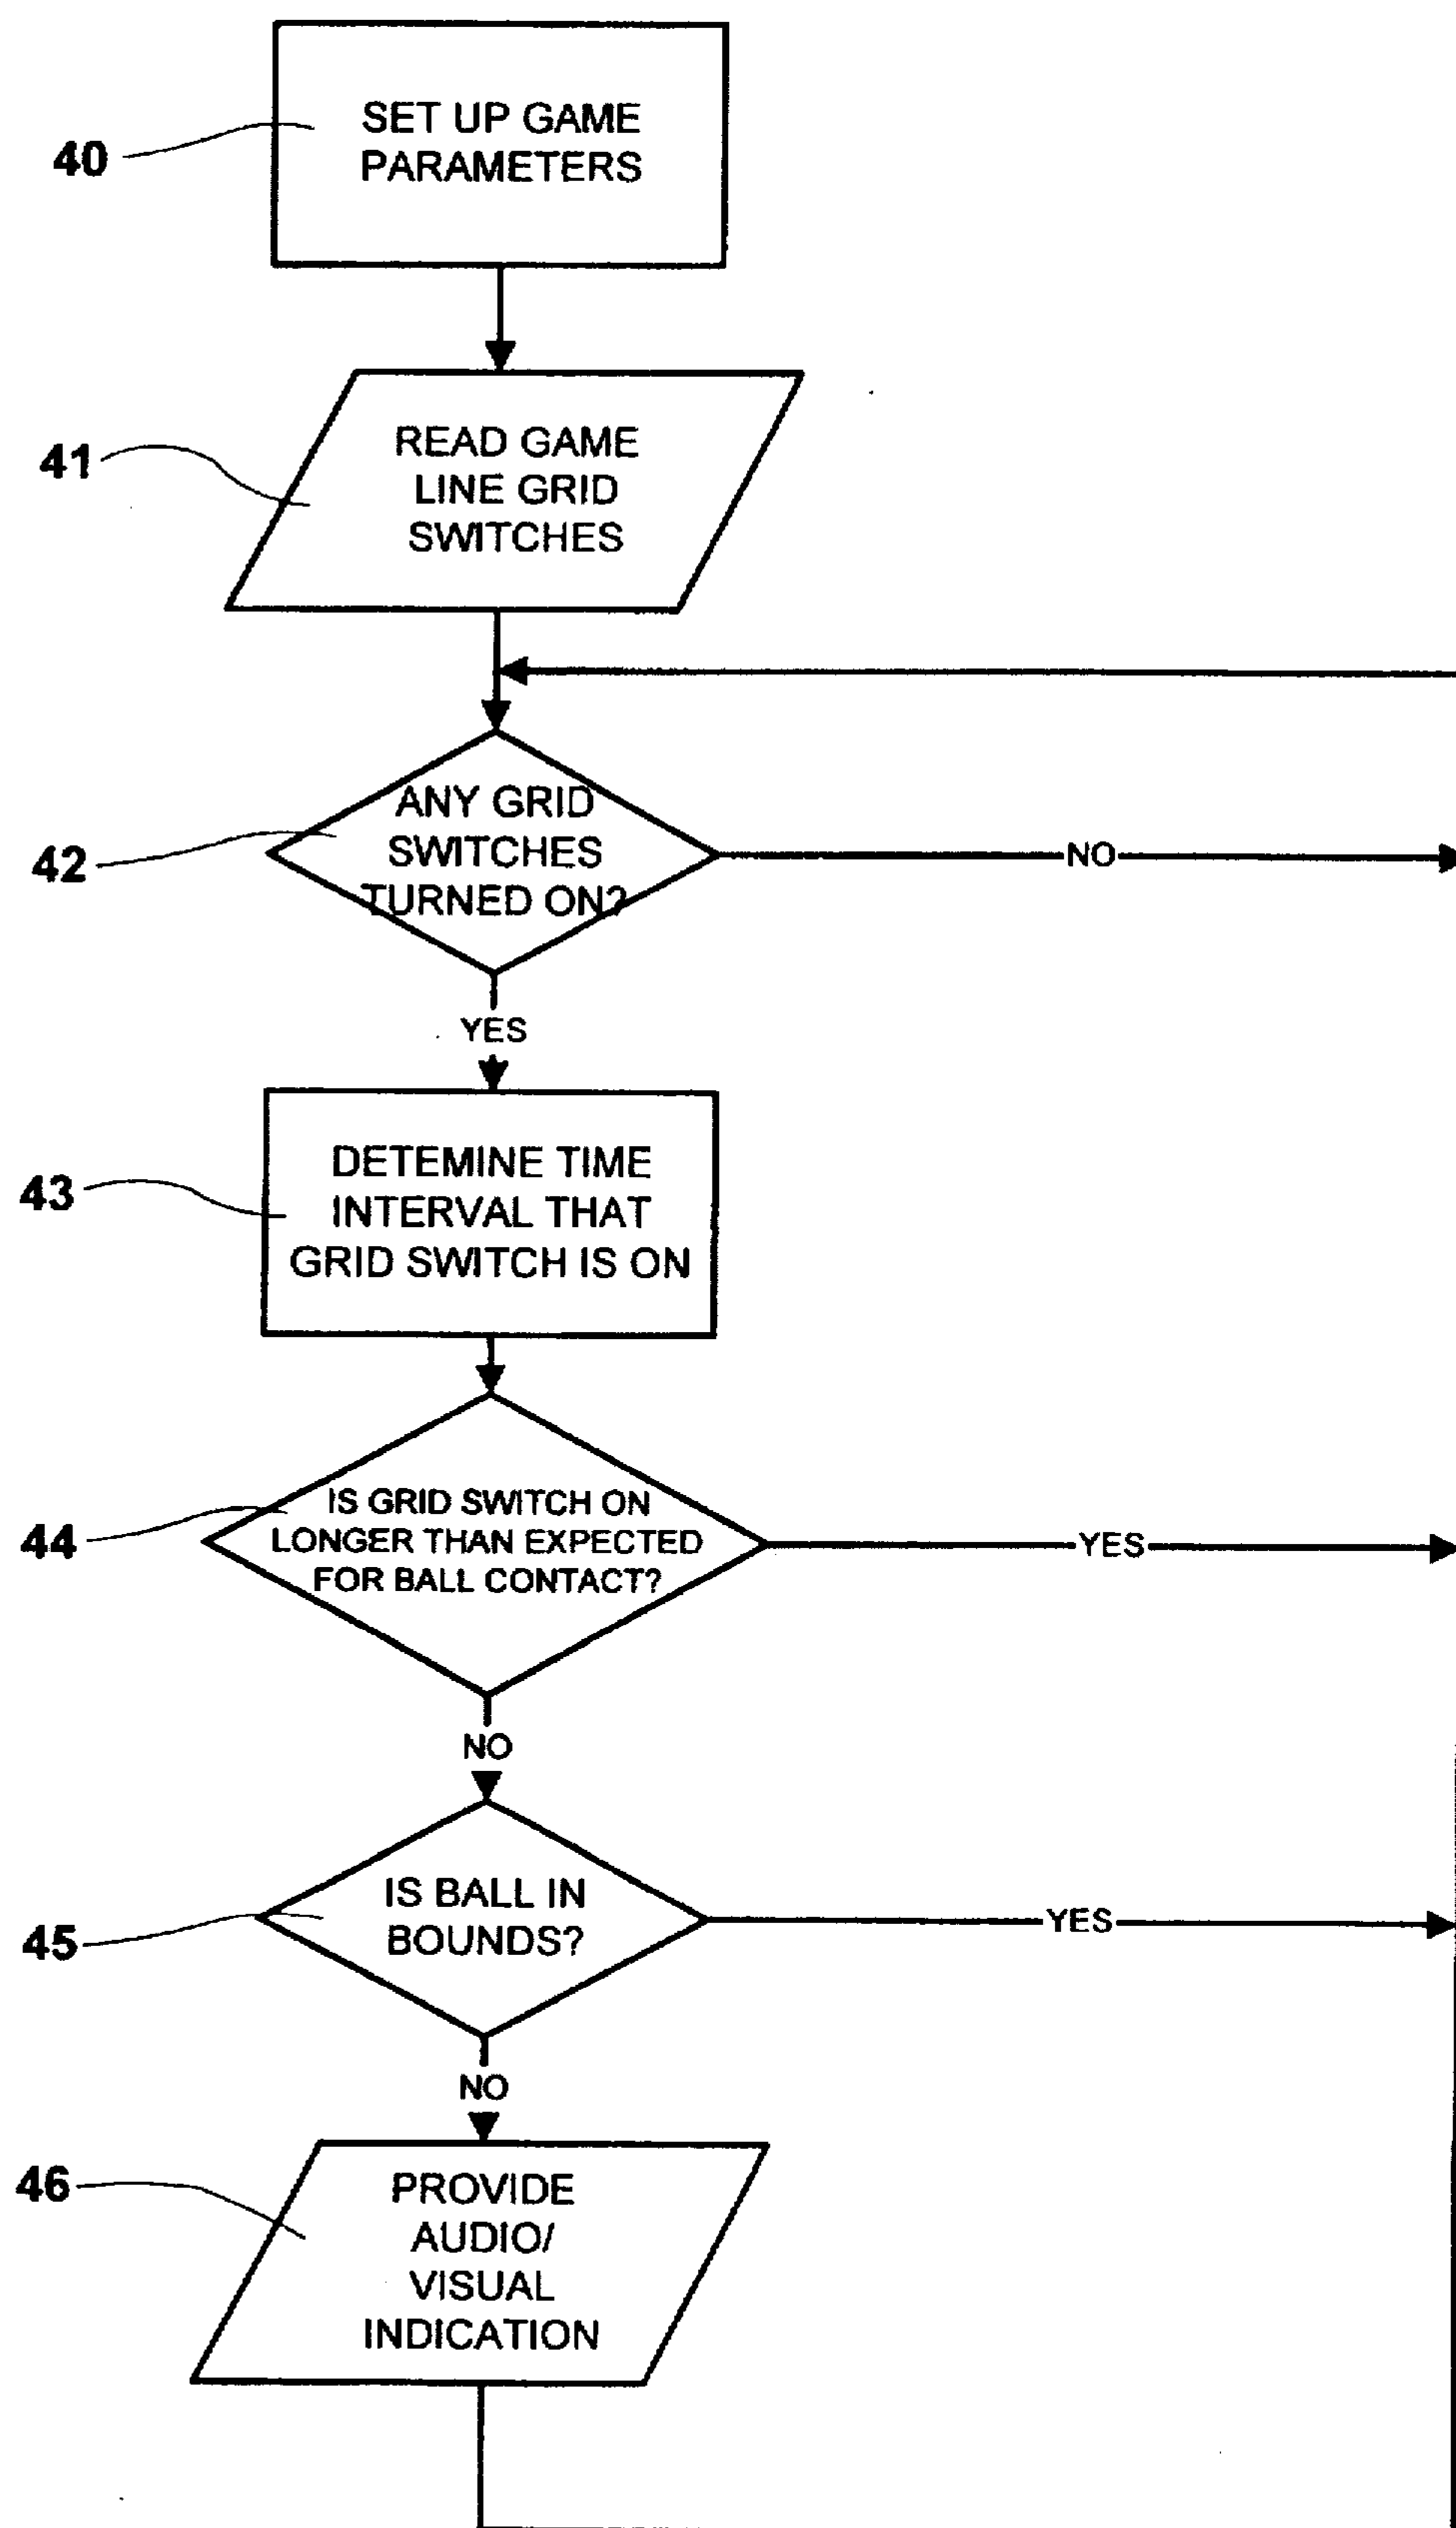 SET UP GAME
PARAMETERS
40
READ GAME
LINE GRID
SWITCHES
41
ANY GRID
SWITCHES
TURNED ON?
42
NO
YES
DETEMINE TIME
INTERVAL THAT
GRID SWITCH IS ON
43
IS GRID SWITCH ON
LONGER THAN EXPECTED
FOR BALL CONTACT?
44
YES
NO
IS BALL IN
BOUNDS?
45
YES
NO
PROVIDE
AUDIO/
VISUAL
INDICATION
46